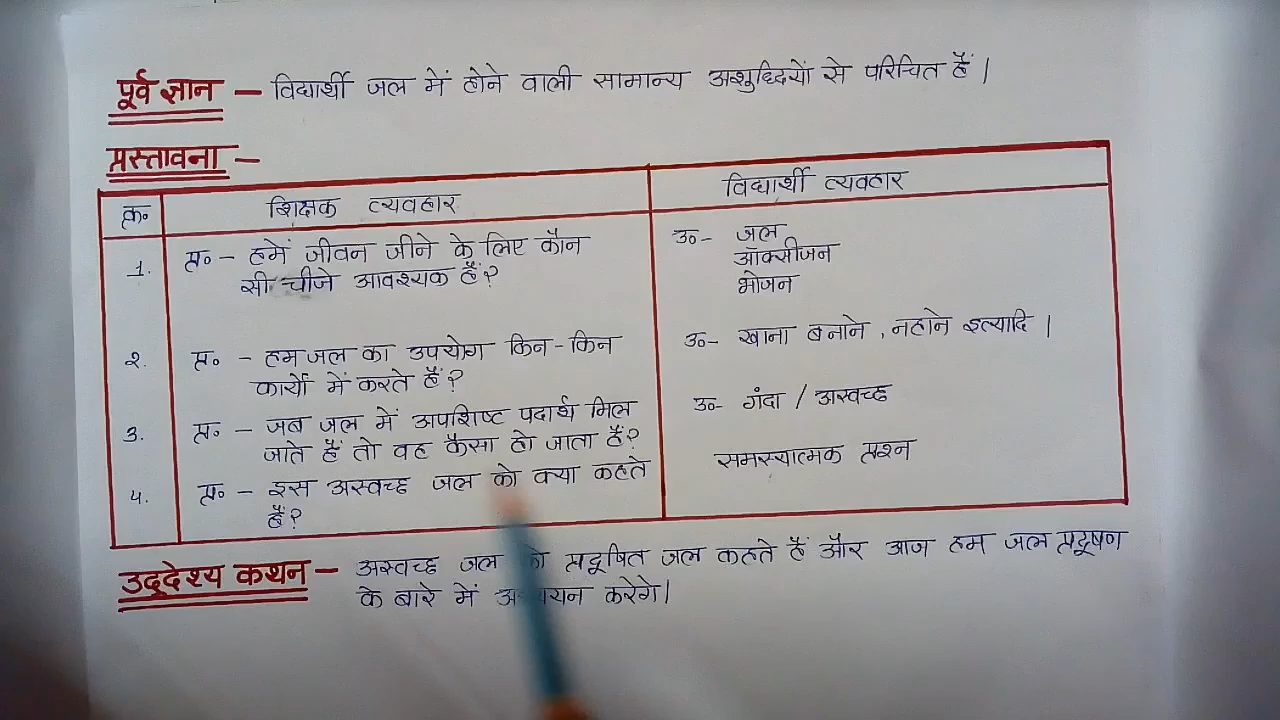 पूर्व ज्ञान — विद्यार्थी जल में होने वाली सामान्य अशुध्दियों से परिचित हैं।
प्रस्तावना —
क्र० शिक्षक व्यवहार विद्यार्थी व्यवहार
1. प्र० - हमें जीवन जीने के लिए कौन
सी चीजे आवश्यक हैं?
उ०- जल
ऑक्सीजन
भोजन
२. प्र० - हम जल का उपयोग किन-किन
कार्यों में करते हैं?
उ०- खाना बनाने, नहाने इत्यादि।
3. प्र० - जब जल में अपशिष्ट पदार्थ मिल
जाते हैं तो वह कैसा हो जाता हैं?
उ०- गंदा / अस्वच्छ
4. प्र० - इस अस्वच्छ जल को क्या कहते
हैं?
समस्यात्मक प्रश्न
उद्देश्य कथन — अस्वच्छ जल को प्रदूषित जल कहते हैं और आज हम जल प्रदूषण
के बारे में अध्ययन करेगे।